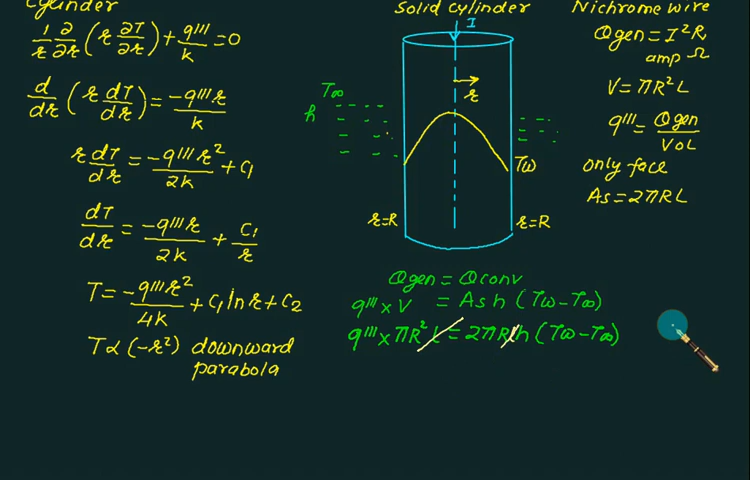 Cylinder
1/r ∂/∂r (r ∂T/∂r) + q'''/k = 0
d/dr (r dT/dr) = -q'''r/k
r dT/dr = -q'''r²/2k + C₁
dT/dr = -q'''r/2k + C₁/r
T = -q'''r²/4k + C₁ ln r + C₂
T α (-r²) downward
parabola
Solid cylinder
I
r
T∞
h
Tω
r=R
r=R
Qgen = Qconv
q''' x V = As h (Tω - T∞)
q''' x πR² L = 2πRLh (Tω - T∞)
Nichrome wire
Qgen = I²R,
amp Ω
V = πR²L
q''' = Qgen/Vol
only face
As = 2πRL